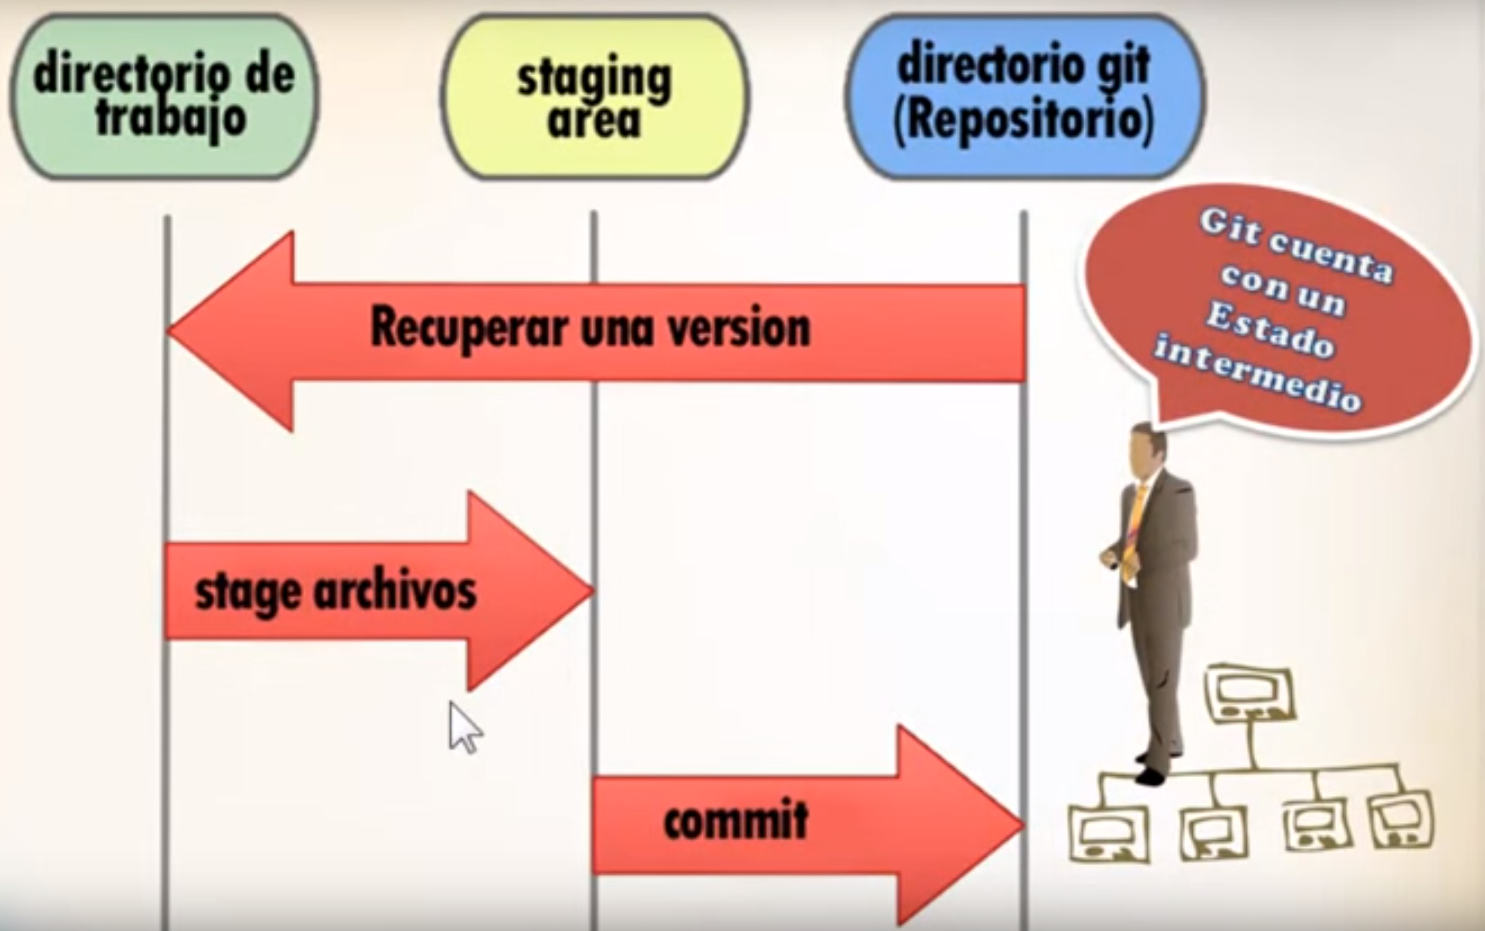 directorio de
trabajo
staging
area
directorio git
(Repositorio)
Git cuenta
con un
Estado
intermedio
Recuperar una version
stage archivos
commit